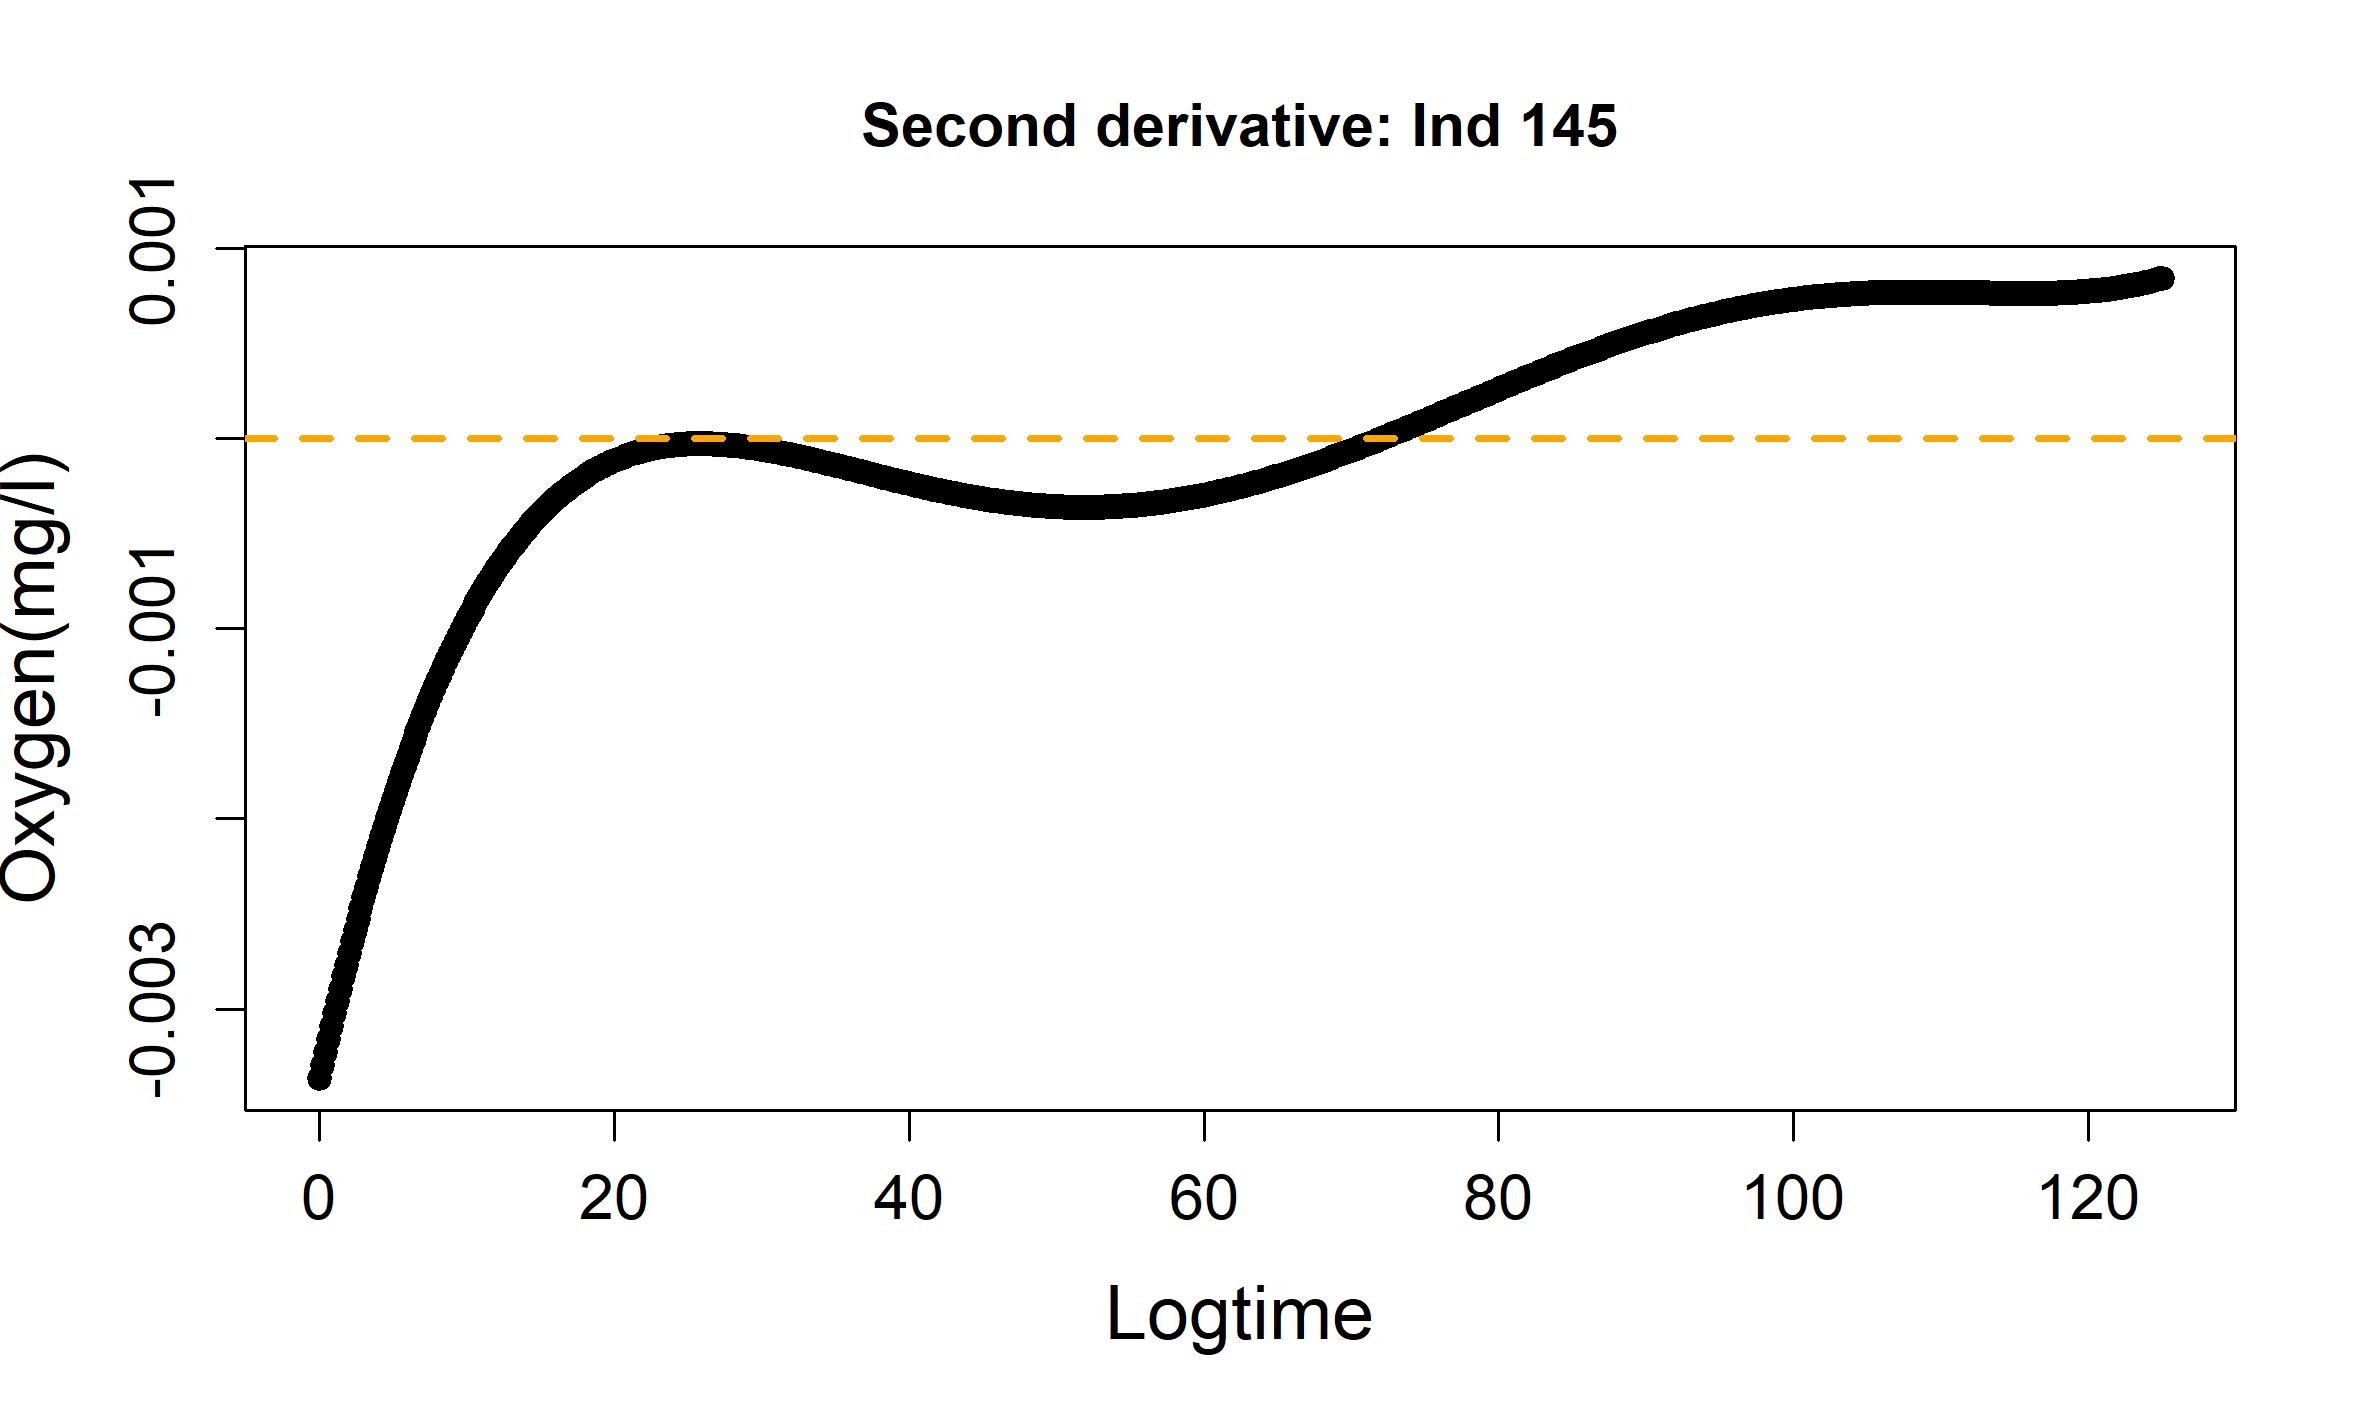 Second derivative: Ind 145
Oxygen(mg/l)
0.001
-0.001
-0.003
0 20 40 60 80 100 120
Logtime